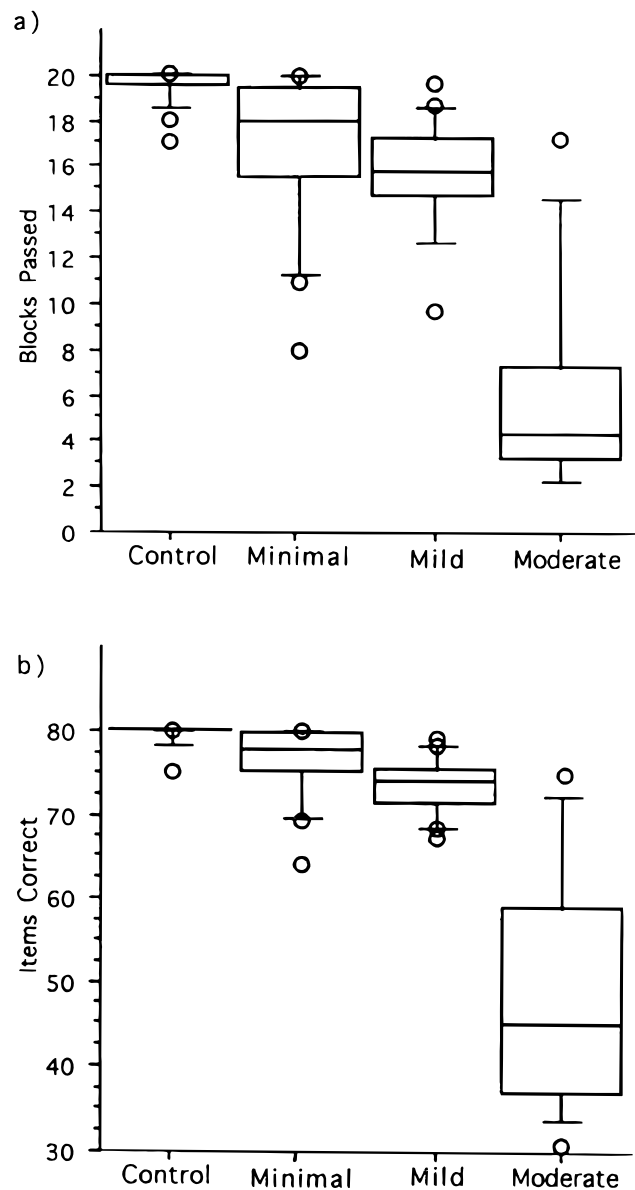 a)
Blocks Passed
20
18
16
14
12
10
8
6
4
2
0
Control Minimal Mild Moderate
b)
Items Correct
80
70
60
50
40
30
Control Minimal Mild Moderate